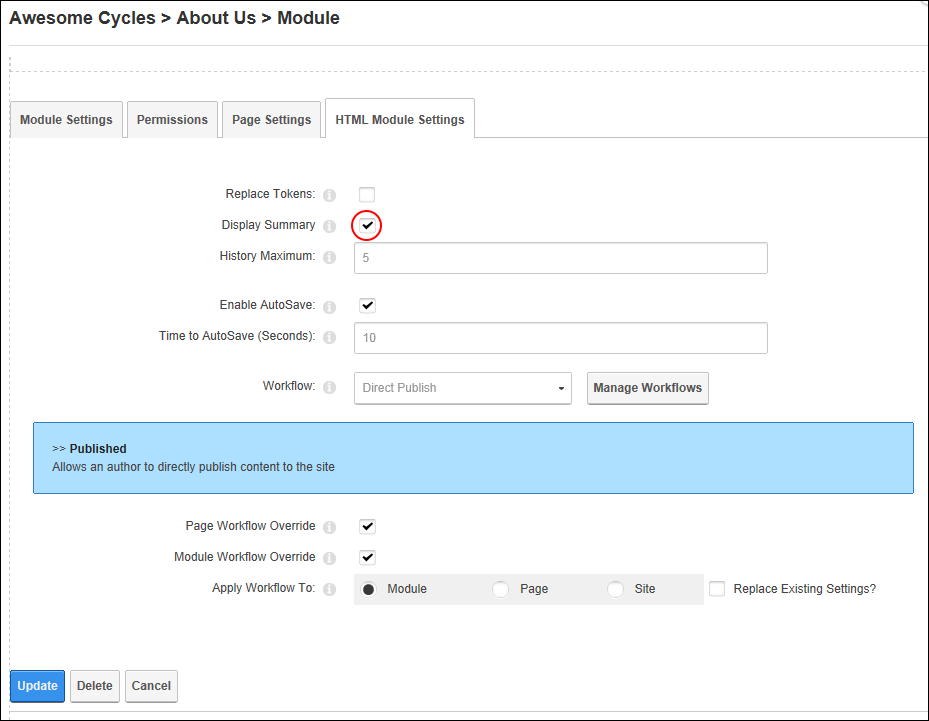 Awesome Cycles > About Us > Module
Module Settings Permissions Page Settings HTML Module Settings
Replace Tokens:
Display Summary
History Maximum: 5
Enable AutoSave:
Time to AutoSave (Seconds): 10
Workflow: Direct Publish Manage Workflows
>> Published
Allows an author to directly publish content to the site
Page Workflow Override
Module Workflow Override
Apply Workflow To: Module Page Site Replace Existing Settings?
Update Delete Cancel